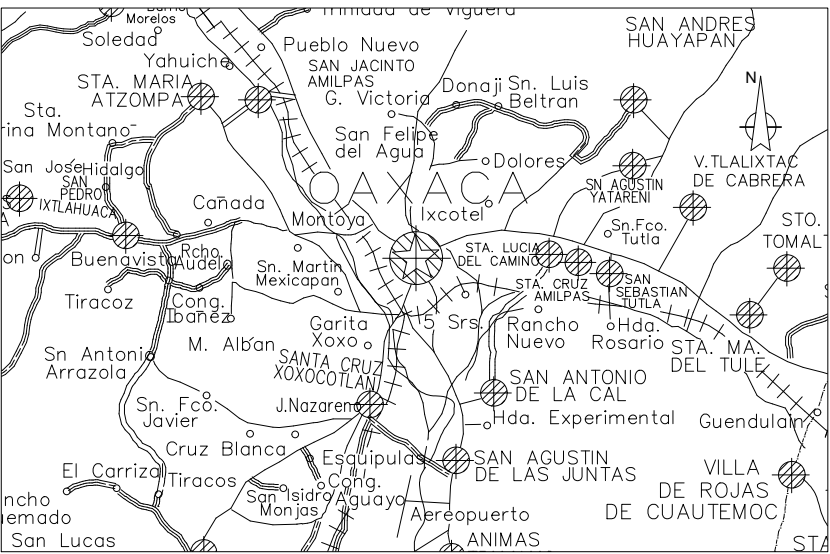 Morelos
Trinidad de Viguera
Soledad
SAN ANDRES
HUAYAPAN
Pueblo Nuevo
Yahuiche
SAN JACINTO
AMILPAS
STA. MARIA
ATZOMPA
G. Victoria
Donaji
Sn. Luis
Beltran
N
Sta.
rina Montano
San Felipe
del Agua
San José
Hidalgo
Dolores
V.TLALIXTAC
DE CABRERA
SAN
PEDRO
IXTLAHUACA
OAXACA
SN AGUSTIN
YATARENI
Cañada
Montoya
Ixcotel
Sn.Fco.
Tutla
STO.
TOMALT
on
Buenavista
Rcho
Audelo
Sn. Martin
Mexicapan
STA. LUCIA
DEL CAMINO
STA. CRUZ
AMILPAS
SAN
SEBASTIAN
TUTLA
Tiracoz
Cong.
Ibañez
Garita
Xoxo
5 Srs.
Rancho
Nuevo
Hda.
Rosario
M. Albán
Sn Antonio
Arrazola
SANTA CRUZ
XOXOCOTLAN
STA. MA.
DEL TULE
SAN ANTONIO
DE LA CAL
Sn. Fco.
Javier
J.Nazareno
Hda. Experimental
Guendulain
Cruz Blanca
Esquipulas
SAN AGUSTIN
DE LAS JUNTAS
El Carrizal
Tiracos
Cong.
Aguayo
VILLA
DE ROJAS
DE CUAUTEMOC
San Isidro
Monjas
ncho
uemado
Aereopuerto
San Lucas
ANIMAS
STA